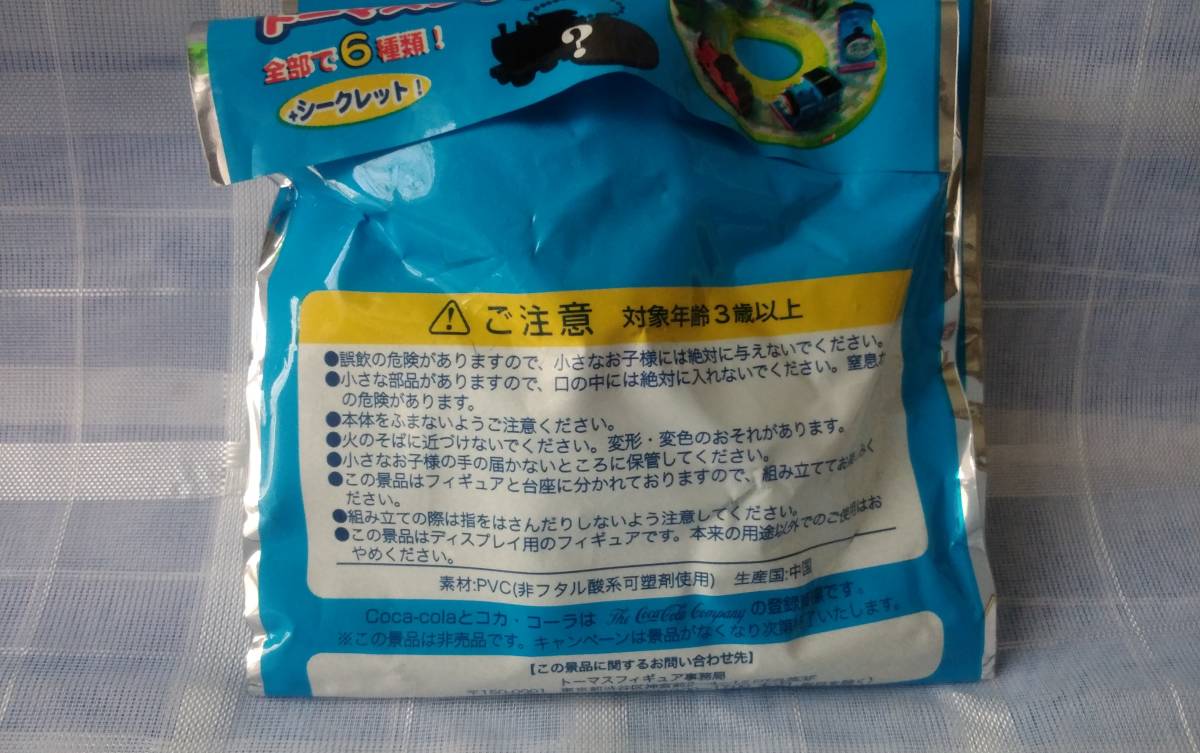 全部で6種類！
+シークレット！
?
ご注意 対象年齢3歳以上
●誤飲の危険がありますので、小さなお子様には絶対に与えないでください。
●小さな部品がありますので、口の中には絶対に入れないでください。窒息
の危険があります。
●本体をふまないようご注意ください。
●火のそばに近づけないでください。変形・変色のおそれがあります。
●小さなお子様の手の届かないところに保管してください。
●この景品はフィギュアと台座に分かれておりますので、組み立ててお楽しみく
ださい。
●組み立ての際は指をはさんだりしないよう注意してください。
●この景品はディスプレイ用のフィギュアです。本来の用途以外でのご使用はお
やめください。
素材:PVC(非フタル酸系可塑剤使用) 生産国:中国
Coca-colaとコカ・コーラは The Coca-Cola Company の登録商標です。
※この景品は非売品です。キャンペーンは景品がなくなり次第終了いたします。
【この景品に関するお問い合わせ先】
トーマスフィギュア事務局
〒150-0001